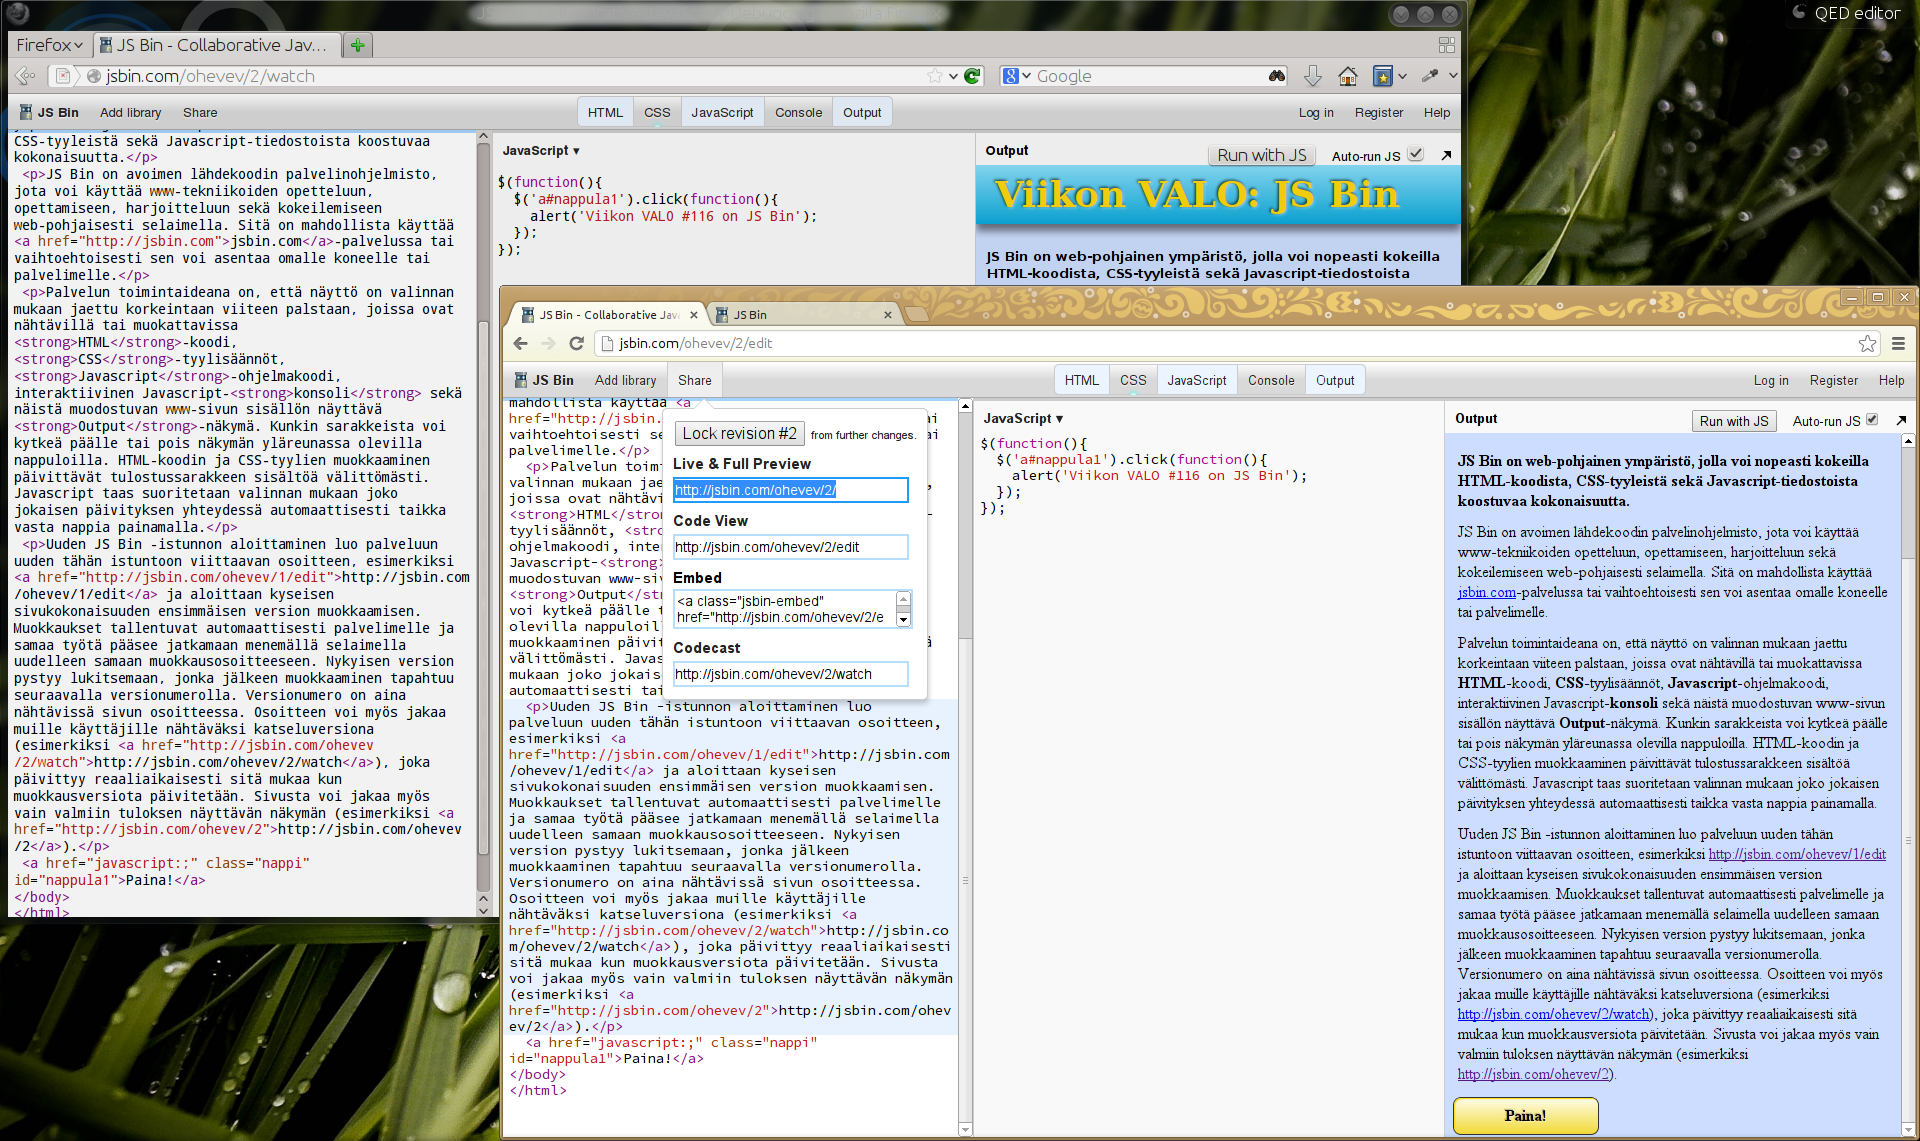 QED editor
Firefox
JS Bin - Collaborative Jav...
jsbin.com/ohevev/2/watch
Google
JS Bin
Add library
Share
HTML
CSS
JavaScript
Console
Output
Log in
Register
Help
CSS-tyyleistä sekä Javascript-tiedostoista koostuvaa
kokonaisuutta.</p>
<p>JS Bin on avoimen lähdekoodin palvelinohjelmisto,
jota voi käyttää www-tekniikoiden opetteluun,
opettamiseen, harjoitteluun sekä kokeilemiseen
web-pohjaisesti selaimella. Sitä on mahdollista käyttää
<a href="http://jsbin.com">jsbin.com</a>-palvelussa tai
vaihtoehtoisesti sen voi asentaa omalle koneelle tai
palvelimelle.</p>
<p>Palvelun toimintaideana on, että näyttö on valinnan
mukaan jaettu korkeintaan viiteen palstaan, joissa ovat
nähtävillä tai muokattavissa
<strong>HTML</strong>-koodi,
<strong>CSS</strong>-tyylisäännöt,
<strong>Javascript</strong>-ohjelmakoodi,
interaktiivinen Javascript-<strong>konsoli</strong> sekä
näistä muodostuvan www-sivun sisällön näyttävä
<strong>Output</strong>-näkymä. Kunkin sarakkeista voi
kytkeä päälle tai pois näkymän yläreunassa olevilla
nappuloilla. HTML-koodin ja CSS-tyylien muokkaaminen
päivittävät tulostussarakkeen sisältöä välittömästi.
Javascript taas suoritetaan valinnan mukaan joko
jokaisen päivityksen yhteydessä automaattisesti taikka
vasta nappia painamalla.</p>
<p>Uuden JS Bin -istunnon aloittaminen luo palveluun
uuden tähän istuntoon viittaavan osoitteen, esimerkiksi
<a href="http://jsbin.com/ohevev/1/edit">http://jsbin.com
/ohevev/1/edit</a> ja aloittaan kyseisen
sivukokonaisuuden ensimmäisen version muokkaamisen.
Muokkaukset tallentuvat automaattisesti palvelimelle ja
samaa työtä pääsee jatkamaan menemällä selaimella
uudelleen samaan muokkausosoitteeseen. Nykyisen version
pystyy lukitsemaan, jonka jälkeen muokkaaminen tapahtuu
seuraavalla versionumerolla. Versionumero on aina
nähtävissä sivun osoitteessa. Osoitteen voi myös jakaa
muille käyttäjille nähtäväksi katseluversiona
(esimerkiksi <a href="http://jsbin.com/ohevev
/2/watch">http://jsbin.com/ohevev/2/watch</a>), joka
päivittyy reaaliaikaisesti sitä mukaa kun
muokkausversiota päivitetään. Sivusta voi jakaa myös
vain valmiin tuloksen näyttävän näkymän (esimerkiksi <a
href="http://jsbin.com/ohevev/2">http://jsbin.com/ohevev
/2</a>).</p>
<a href="javascript:;" class="nappi"
id="nappula1">Paina!</a>
</body>
</html>
JavaScript ▾
$(function(){
$('a#nappula1').click(function(){
alert('Viikon VALO #116 on JS Bin');
});
});
Output
Run with JS
Auto-run JS
Viikon VALO: JS Bin
JS Bin on web-pohjainen ympäristö, jolla voi nopeasti kokeilla
HTML-koodista, CSS-tyyleistä sekä Javascript-tiedostoista
JS Bin - Collaborative Java
JS Bin
jsbin.com/ohevev/2/edit
JS Bin
Add library
Share
HTML
CSS
JavaScript
Console
Output
Log in
Register
Help
mahdollista käyttää <a
href="http://jsbin.
vaihtoehtoisesti se
palvelimelle.</p>
<p>Palvelun toim
valinnan mukaan jae
joissa ovat nähtävi
<strong>HTML</stron
tyylisäännöt, <stro
ohjelmakoodi, inter
Javascript-<strong>
muodostuvan www-siv
<strong>Output</str
voi kytkeä päälle t
olevilla nappuloill
muokkaaminen päivit
välittömästi. Javas
mukaan joko jokais
automaattisesti tai
<p>Uuden JS Bin -istunnon aloittaminen luo
palveluun uuden tähän istuntoon viittaavan osoitteen,
esimerkiksi <a
href="http://jsbin.com/ohevev/1/edit">http://jsbin.com
/ohevev/1/edit</a> ja aloittaan kyseisen
sivukokonaisuuden ensimmäisen version muokkaamisen.
Muokkaukset tallentuvat automaattisesti palvelimelle
ja samaa työtä pääsee jatkamaan menemällä selaimella
uudelleen samaan muokkausosoitteeseen. Nykyisen
version pystyy lukitsemaan, jonka jälkeen
muokkaaminen tapahtuu seuraavalla versionumerolla.
Versionumero on aina nähtävissä sivun osoitteessa.
Osoitteen voi myös jakaa muille käyttäjille
nähtäväksi katseluversiona (esimerkiksi <a
href="http://jsbin.com/ohevev/2/watch">http://jsbin.co
m/ohevev/2/watch</a>), joka päivittyy reaaliaikaisesti
sitä mukaa kun muokkausversiota päivitetään. Sivusta
voi jakaa myös vain valmiin tuloksen näyttävän näkymän
(esimerkiksi <a
href="http://jsbin.com/ohevev/2">http://jsbin.com/ohev
ev/2</a>).</p>
<a href="javascript:;" class="nappi"
id="nappula1">Paina!</a>
</body>
</html>
Lock revision #2 from further changes.
Live & Full Preview
http://jsbin.com/ohevev/2/
Code View
http://jsbin.com/ohevev/2/edit
Embed
<a class="jsbin-embed"
href="http://jsbin.com/ohevev/2/e
Codecast
http://jsbin.com/ohevev/2/watch
JavaScript ▾
$(function(){
$('a#nappula1').click(function(){
alert('Viikon VALO #116 on JS Bin');
});
});
Output
Run with JS
Auto-run JS
JS Bin on web-pohjainen ympäristö, jolla voi nopeasti kokeilla
HTML-koodista, CSS-tyyleistä sekä Javascript-tiedostoista
koostuvaa kokonaisuutta.
JS Bin on avoimen lähdekoodin palvelinohjelmisto, jota voi käyttää
www-tekniikoiden opetteluun, opettamiseen, harjoitteluun sekä
kokeilemiseen web-pohjaisesti selaimella. Sitä on mahdollista käyttää
jsbin.com-palvelussa tai vaihtoehtoisesti sen voi asentaa omalle koneelle
tai palvelimelle.
Palvelun toimintaideana on, että näyttö on valinnan mukaan jaettu
korkeintaan viiteen palstaan, joissa ovat nähtävillä tai muokattavissa
HTML-koodi, CSS-tyylisäännöt, Javascript-ohjelmakoodi,
interaktiivinen Javascript-konsoli sekä näistä muodostuvan www-sivun
sisällön näyttävä Output-näkymä. Kunkin sarakkeista voi kytkeä päälle
tai pois näkymän yläreunassa olevilla nappuloilla. HTML-koodin ja
CSS-tyylien muokkaaminen päivittävät tulostussarakkeen sisältöä
välittömästi. Javascript taas suoritetaan valinnan mukaan joko jokaisen
päivityksen yhteydessä automaattisesti taikka vasta nappia painamalla.
Uuden JS Bin -istunnon aloittaminen luo palveluun uuden tähän
istuntoon viittaavan osoitteen, esimerkiksi http://jsbin.com/ohevev/1/edit
ja aloittaan kyseisen sivukokonaisuuden ensimmäisen version
muokkaamisen. Muokkaukset tallentuvat automaattisesti palvelimelle ja
samaa työtä pääsee jatkamaan menemällä selaimella uudelleen samaan
muokkausosoitteeseen. Nykyisen version pystyy lukitsemaan, jonka
jälkeen muokkaaminen tapahtuu seuraavalla versionumerolla.
Versionumero on aina nähtävissä sivun osoitteessa. Osoitteen voi myös
jakaa muille käyttäjille nähtäväksi katseluversiona (esimerkiksi
http://jsbin.com/ohevev/2/watch), joka päivittyy reaaliaikaisesti sitä
mukaa kun muokkausversiota päivitetään. Sivusta voi jakaa myös vain
valmiin tuloksen näyttävän näkymän (esimerkiksi
http://jsbin.com/ohevev/2).
Paina!